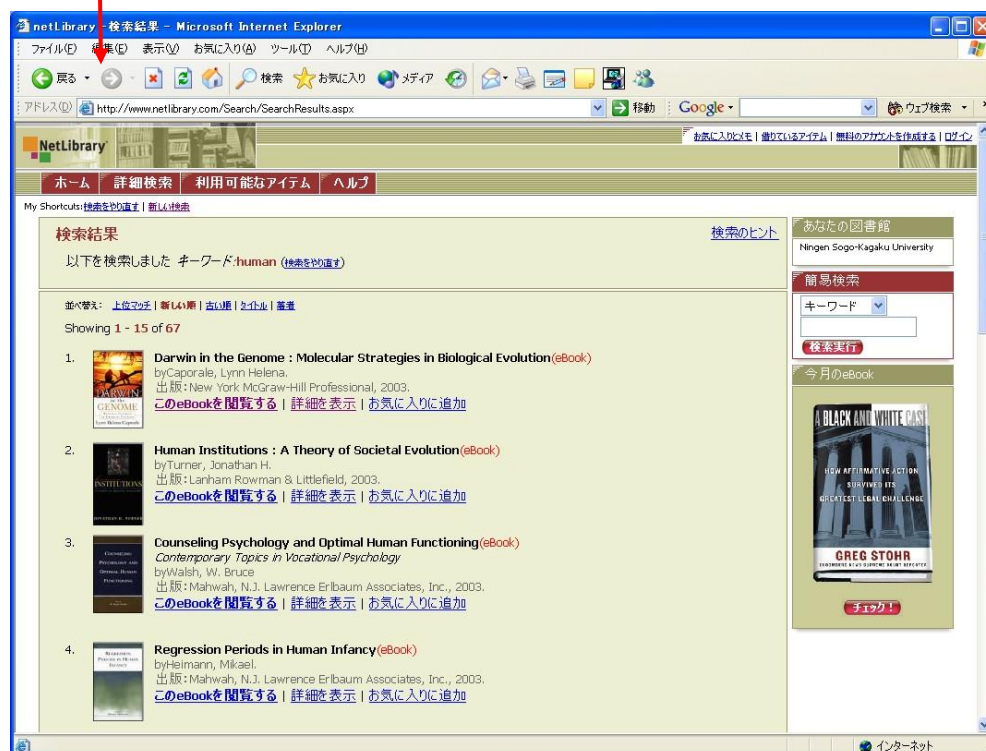 netLibrary - 検索結果 - Microsoft Internet Explorer
ファイル(F) 編集(E) 表示(V) お気に入り(A) ツール(T) ヘルプ(H)
戻る 検索 お気に入り メディア
アドレス(D) http://www.netlibrary.com/Search/SearchResults.aspx 移動 Google ウェブ検索
NetLibrary
お気に入りとメモ | 借りているアイテム | 無料のアカウントを作成する | ログイン
ホーム 詳細検索 利用可能なアイテム ヘルプ
My Shortcuts: 検索をやり直す | 新しい検索
検索結果 検索のヒント
以下を検索しました キーワード:human (検索をやり直す)
並べ替え: 上位マッチ | 新しい順 | 古い順 | タイトル | 著者
Showing 1 - 15 of 67
1. Darwin in the Genome : Molecular Strategies in Biological Evolution(eBook)
byCaporale, Lynn Helena.
出版:New York McGraw-Hill Professional, 2003.
このeBookを閲覧する | 詳細を表示 | お気に入りに追加
DARWIN
GENOME
2. Human Institutions : A Theory of Societal Evolution(eBook)
byTurner, Jonathan H.
出版:Lanham Rowman & Littlefield, 2003.
このeBookを閲覧する | 詳細を表示 | お気に入りに追加
INSTITUTIONS
3. Counseling Psychology and Optimal Human Functioning(eBook)
Contemporary Topics in Vocational Psychology
byWalsh, W. Bruce
出版:Mahwah, N.J. Lawrence Erlbaum Associates, Inc., 2003.
このeBookを閲覧する | 詳細を表示 | お気に入りに追加
4. Regression Periods in Human Infancy(eBook)
byHeimann, Mikael.
出版:Mahwah, N.J. Lawrence Erlbaum Associates, Inc., 2003.
このeBookを閲覧する | 詳細を表示 | お気に入りに追加
あなたの図書館
Ningen Sogo-Kagaku University
簡易検索
キーワード
検索実行
今月のeBook
A BLACK AND WHITE CASE
HOW AFFIRMATIVE ACTION
SURVIVED ITS
GREATEST LEGAL CHALLENGE
GREG STOHR
チェック!
インターネット